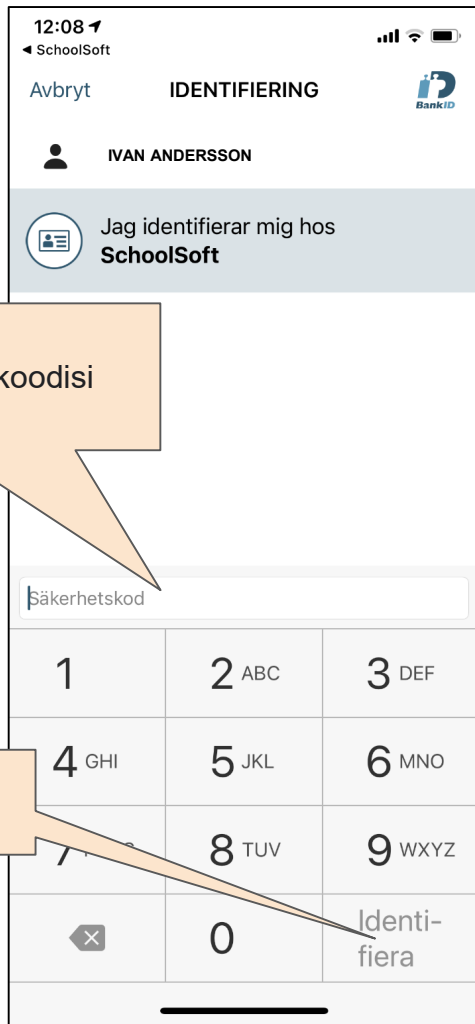 12:08
SchoolSoft
Avbryt
IDENTIFIERING
BankID
IVAN ANDERSSON
Jag identifierar mig hos
SchoolSoft
koodisi
Säkerhetskod
1
2 ABC
3 DEF
4 GHI
5 JKL
6 MNO
7
8 TUV
9 WXYZ
0
Identi-
fiera